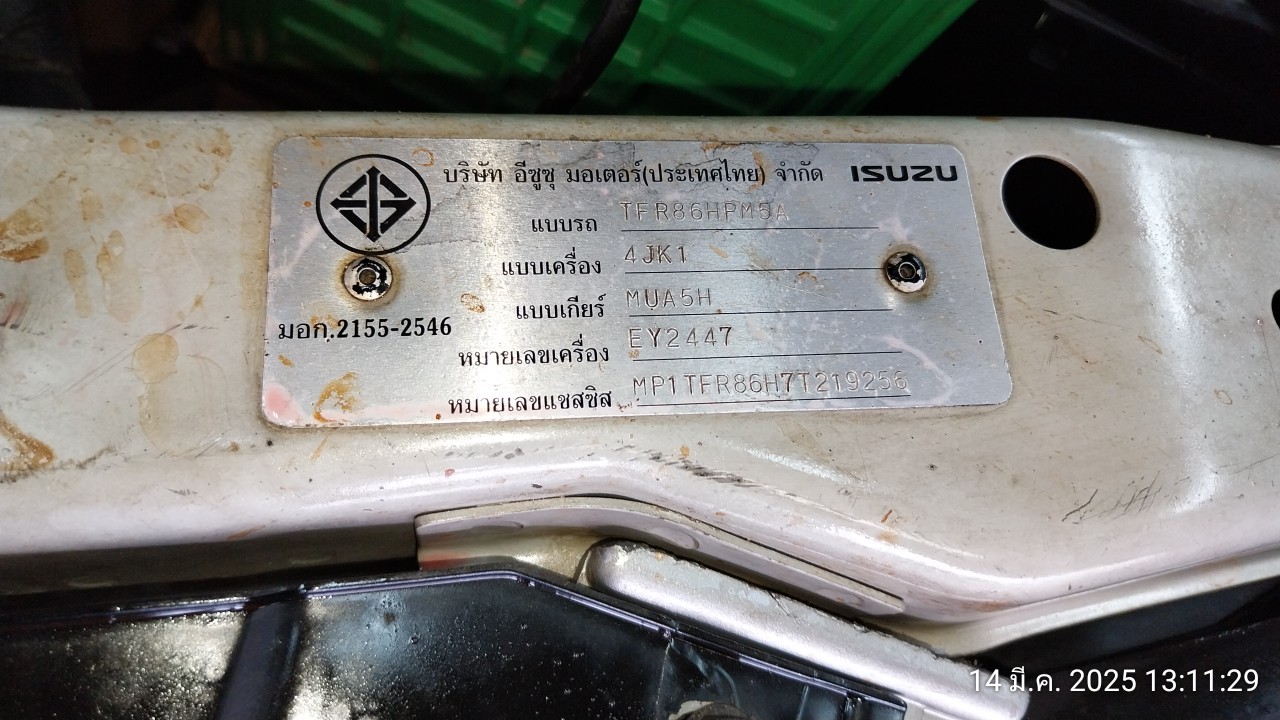 บริษัท อีซูซุ มอเตอร์(ประเทศไทย) จำกัด ISUZU
แบบรถ TFR86HPM5A
แบบเครื่อง 4JK1
แบบเกียร์ MUA5H
มอก.2155-2546
หมายเลขเครื่อง EY2447
หมายเลขแชสซิส MP1TFR86H7T219256
14 มี.ค. 2025 13:11:29